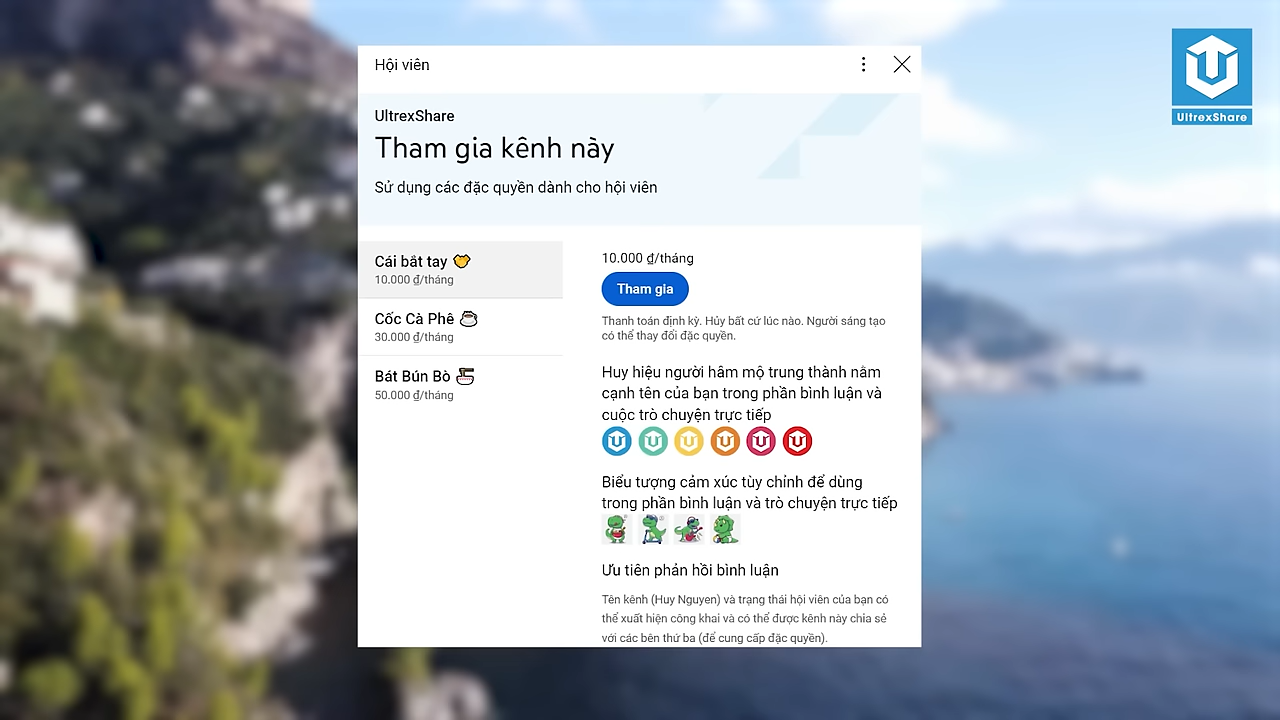 Hội viên
UltrexShare
UltrexShare
Tham gia kênh này
Sử dụng các đặc quyền dành cho hội viên
Cái bắt tay
10.000 ₫/tháng
Cốc Cà Phê
30.000 ₫/tháng
Bát Bún Bò
50.000 ₫/tháng
10.000 ₫/tháng
Tham gia
Thanh toán định kỳ. Hủy bất cứ lúc nào. Người sáng tạo
có thể thay đổi đặc quyền.
Huy hiệu người hâm mộ trung thành nằm
cạnh tên của bạn trong phần bình luận và
cuộc trò chuyện trực tiếp
Biểu tượng cảm xúc tùy chỉnh để dùng
trong phần bình luận và trò chuyện trực tiếp
Ưu tiên phản hồi bình luận
Tên kênh (Huy Nguyen) và trạng thái hội viên của bạn có
thể xuất hiện công khai và có thể được kênh này chia sẻ
với các bên thứ ba (để cung cấp đặc quyền).